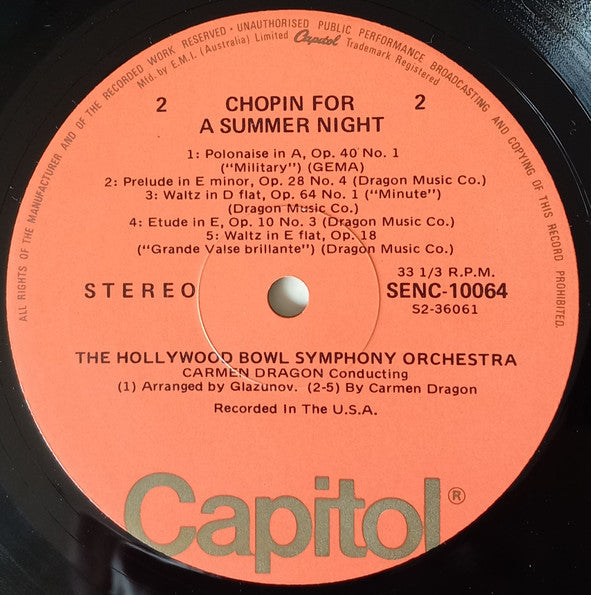 ALL RIGHTS OF THE MANUFACTURER AND OF THE RECORDED WORK RESERVED • UNAUTHORISED PUBLIC PERFORMANCE BROADCASTING AND COPYING OF THIS RECORD PROHIBITED.
Mfd. by E.M.I. (Australia) Limited Capitol Trademark Registered
2 CHOPIN FOR 2
A SUMMER NIGHT
1: Polonaise in A, Op. 40 No. 1
("Military") (GEMA)
2: Prelude in E minor, Op. 28 No. 4 (Dragon Music Co.)
3: Waltz in D flat, Op. 64 No. 1 ("Minute")
(Dragon Music Co.)
4: Etude in E, Op. 10 No. 3 (Dragon Music Co.)
5: Waltz in E flat, Op. 18
("Grande Valse brillante") (Dragon Music Co.)
33 1/3 R.P.M.
STEREO SENC-10064
S2-36061
THE HOLLYWOOD BOWL SYMPHONY ORCHESTRA
CARMEN DRAGON Conducting
(1) Arranged by Glazunov. (2-5) By Carmen Dragon
Recorded In The U.S.A.
Capitol®